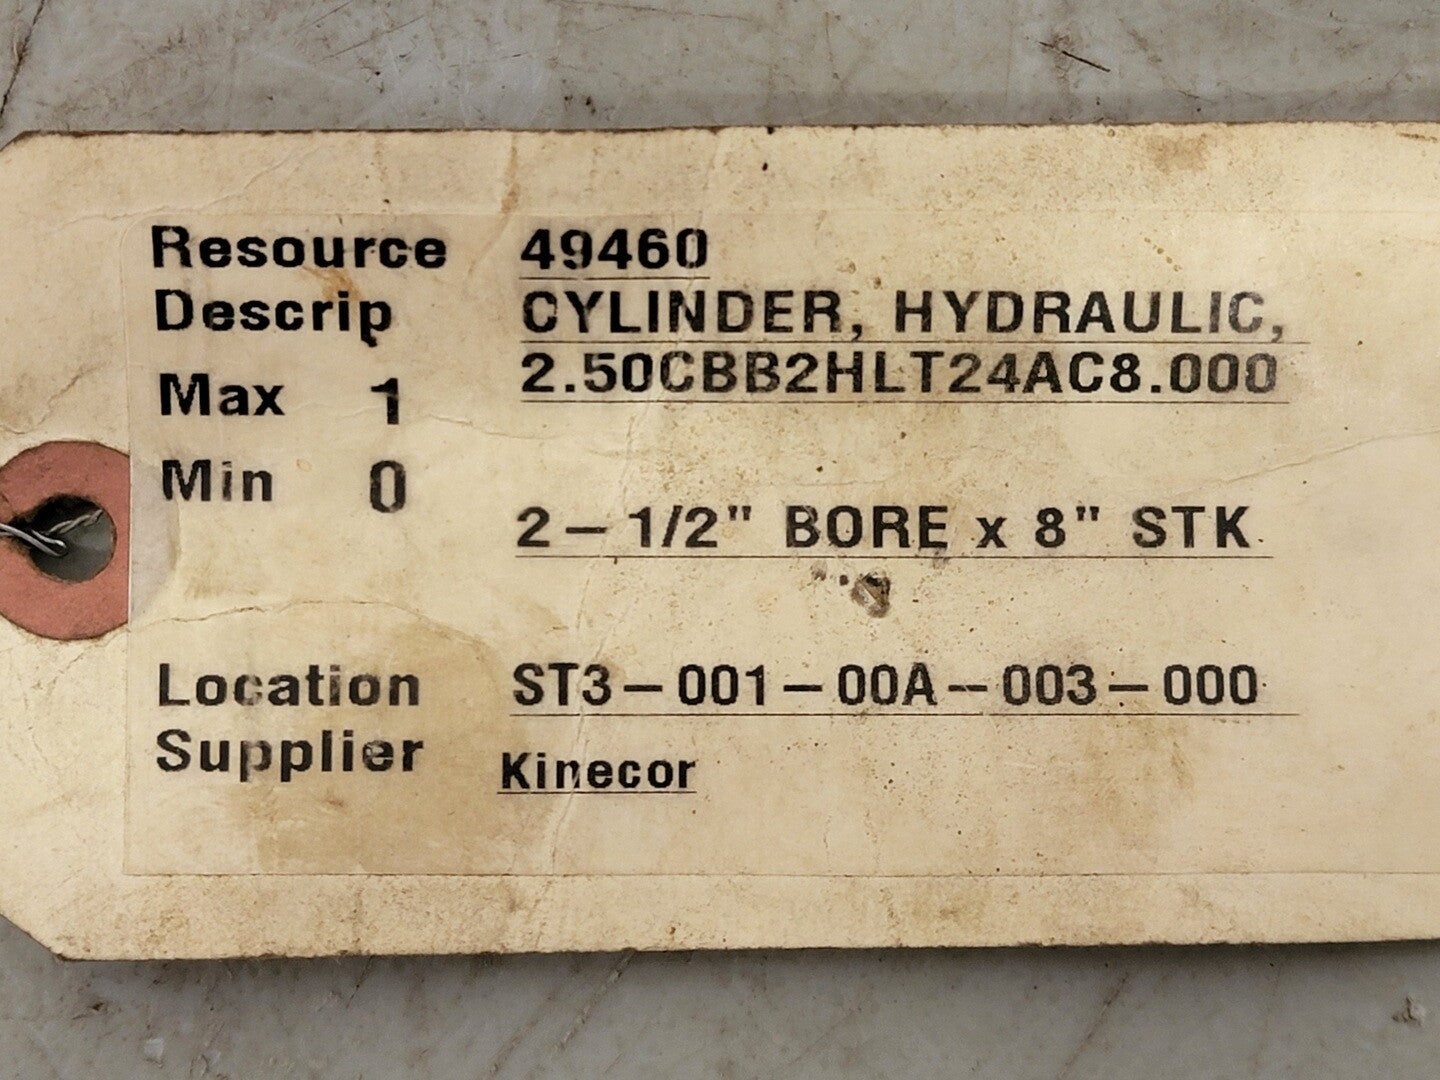 Resource 49460
Descrip CYLINDER, HYDRAULIC,
2.50CBB2HLT24AC8.000
Max 1
Min 0
2-1/2" BORE x 8" STK
Location ST3-001-00A-003-000
Supplier Kinecor